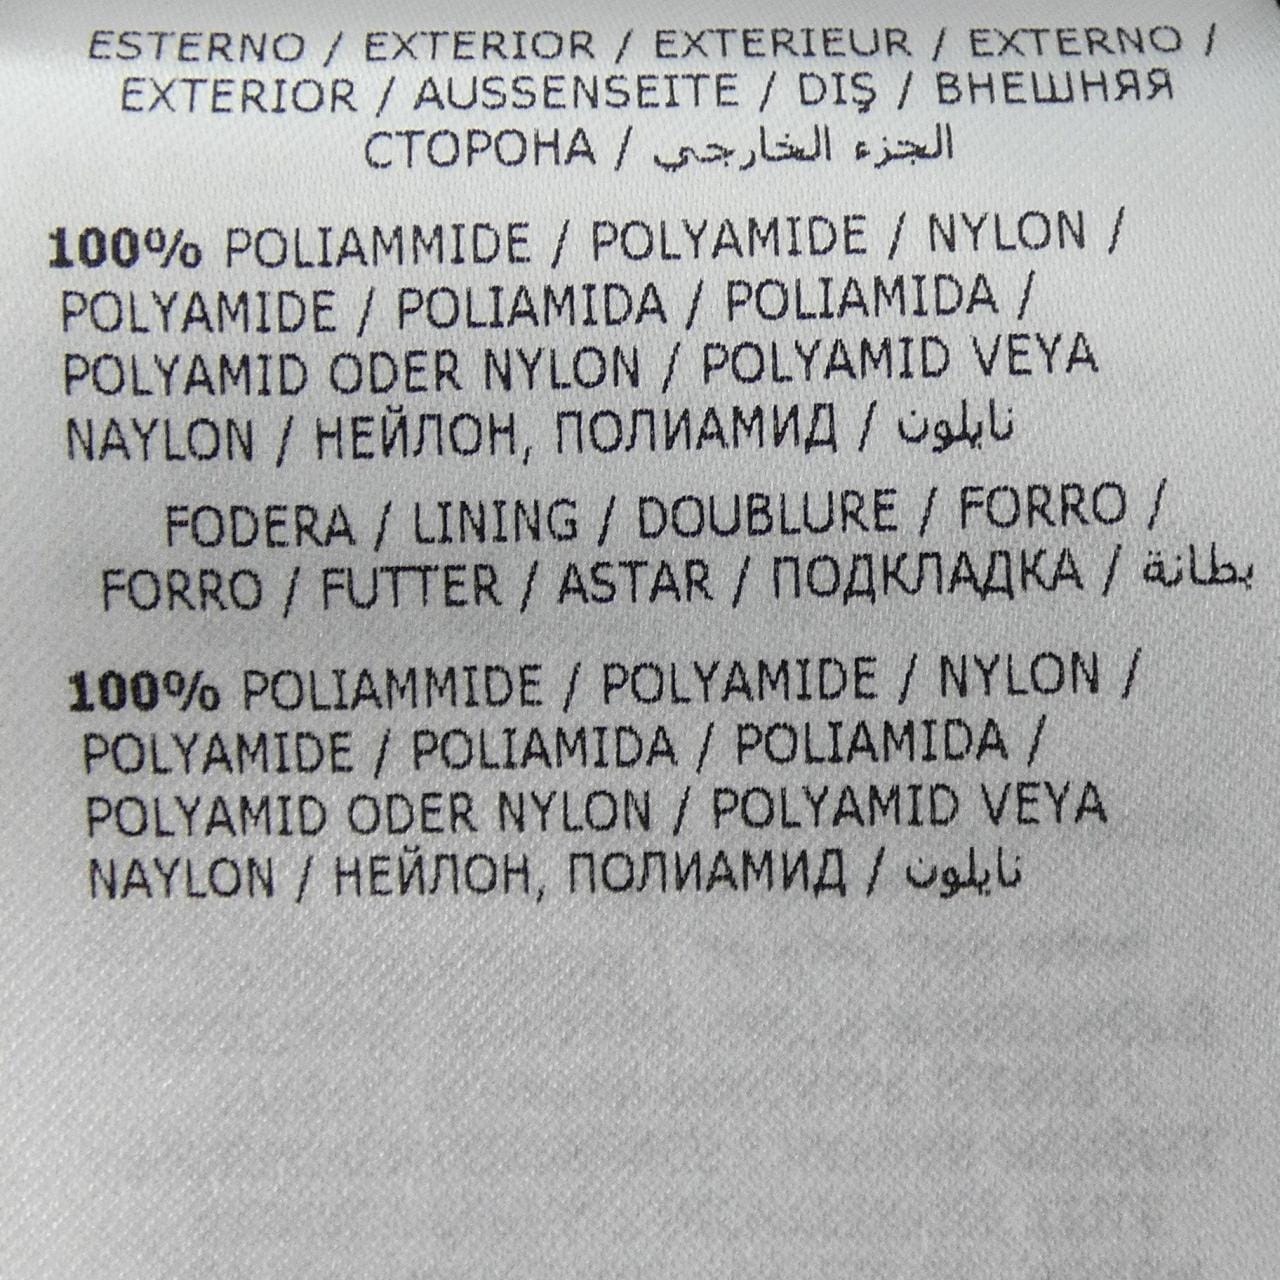 ESTERNO / EXTERIOR / EXTERIEUR / EXTERNO /
EXTERIOR / AUSSENSEITE / DIŞ / ВНЕШНЯЯ
СТОРОНА / الجزء الخارجي
100% POLIAMMIDE / POLYAMIDE / NYLON /
POLYAMIDE / POLIAMIDA / POLIAMIDA /
POLYAMID ODER NYLON / POLYAMID VEYA
NAYLON / НЕЙЛОН, ПОЛИАМИД / نايلون
FODERA / LINING / DOUBLURE / FORRO /
FORRO / FUTTER / ASTAR / ПОДКЛАДКА / بطانة
100% POLIAMMIDE / POLYAMIDE / NYLON /
POLYAMIDE / POLIAMIDA / POLIAMIDA /
POLYAMID ODER NYLON / POLYAMID VEYA
NAYLON / НЕЙЛОН, ПОЛИАМИД / نايلون